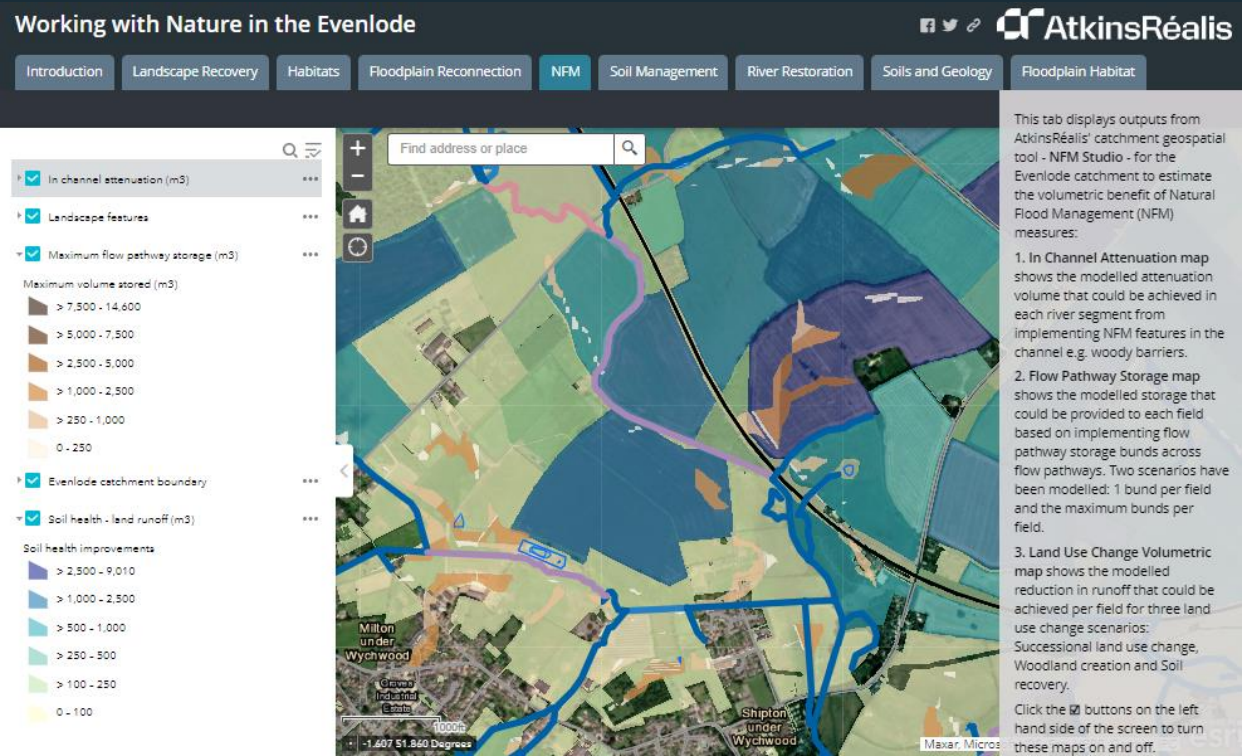 Working with Nature in the Evenlode
AtkinsRéalis
Introduction
Landscape Recovery
Habitats
Floodplain Reconnection
NFM
Soil Management
River Restoration
Soils and Geology
Floodplain Habitat
In channel attenuation (m3)
Landscape features
Maximum flow pathway storage (m3)
Maximum volume stored (m3)
> 7,500 - 14,600
> 5,000 - 7,500
> 2,500 - 5,000
> 1,000 - 2,500
> 250 - 1,000
0 - 250
Evenlode catchment boundary
Soil health - land runoff (m3)
Soil health improvements
> 2,500 - 9,010
> 1,000 - 2,500
> 500 - 1,000
> 250 - 500
> 100 - 250
0 - 100
+
Find address or place
−
Milton
under
Wychwood
Groves
Industrial
Estate
1000ft
-1.607 51.860 Degrees
Shipton
under
Wychwood
Maxar, Micros
esri
This tab displays outputs from
AtkinsRéalis' catchment geospatial
tool - NFM Studio - for the
Evenlode catchment to estimate
the volumetric benefit of Natural
Flood Management (NFM)
measures:
1. In Channel Attenuation map
shows the modelled attenuation
volume that could be achieved in
each river segment from
implementing NFM features in the
channel e.g. woody barriers.
2. Flow Pathway Storage map
shows the modelled storage that
could be provided to each field
based on implementing flow
pathway storage bunds across
flow pathways. Two scenarios have
been modelled: 1 bund per field
and the maximum bunds per
field.
3. Land Use Change Volumetric
map shows the modelled
reduction in runoff that could be
achieved per field for three land
use change scenarios:
Successional land use change,
Woodland creation and Soil
recovery.
Click the ☑ buttons on the left
hand side of the screen to turn
these maps on and off.